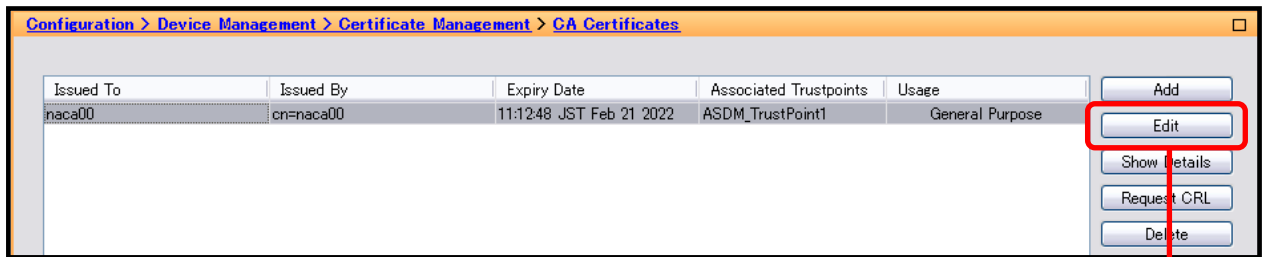 Configuration > Device Management > Certificate Management > CA Certificates
Issued To Issued By Expiry Date Associated Trustpoints Usage Add
naca00 cn=naca00 11:12:48 JST Feb 21 2022 ASDM_TrustPoint1 General Purpose
Edit
Show Details
Request CRL
Delete